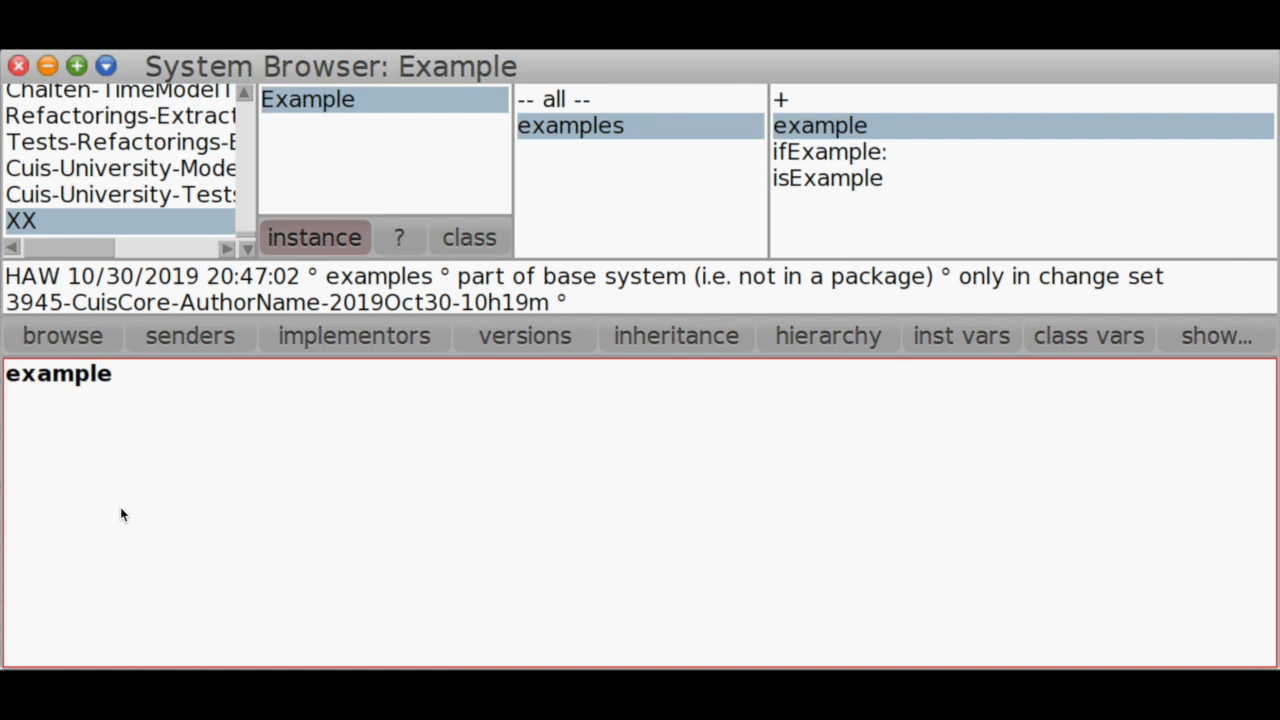 System Browser: Example
Chalten-TimeModelT
Refactorings-Extract
Tests-Refactorings-E
Cuis-University-Mode
Cuis-University-Tests
XX
Example
instance ? class
-- all --
examples
+
example
ifExample:
isExample
HAW 10/30/2019 20:47:02 ° examples ° part of base system (i.e. not in a package) ° only in change set
3945-CuisCore-AuthorName-2019Oct30-10h19m °
browse senders implementors versions inheritance hierarchy inst vars class vars show...
example